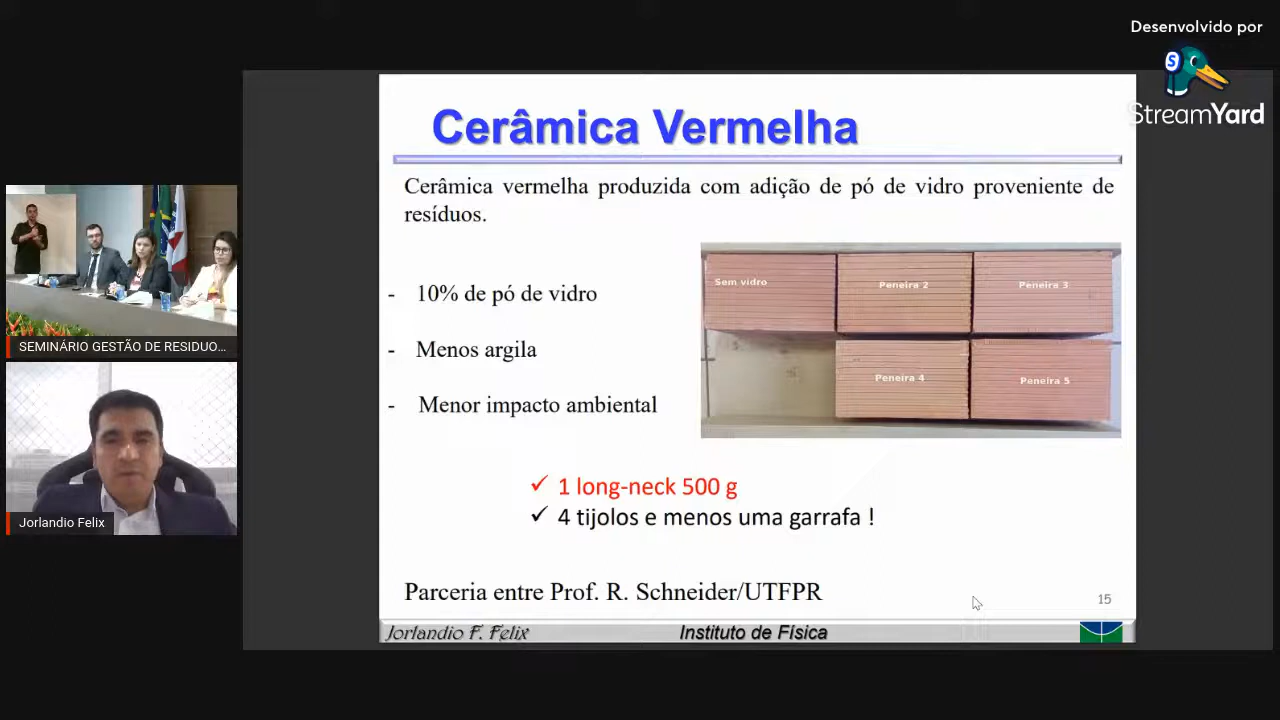 Desenvolvido por
StreamYard
Cerâmica Vermelha
Cerâmica vermelha produzida com adição de pó de vidro proveniente de
resíduos.
- 10% de pó de vidro
- Menos argila
- Menor impacto ambiental
Sem vidro
Peneira 2
Peneira 3
Peneira 4
Peneira 5
✓ 1 long-neck 500 g
✓ 4 tijolos e menos uma garrafa !
Parceria entre Prof. R. Schneider/UTFPR
15
Jorlandio F. Felix
Instituto de Física
SEMINÁRIO GESTÃO DE RESIDUO...
Jorlandio Felix